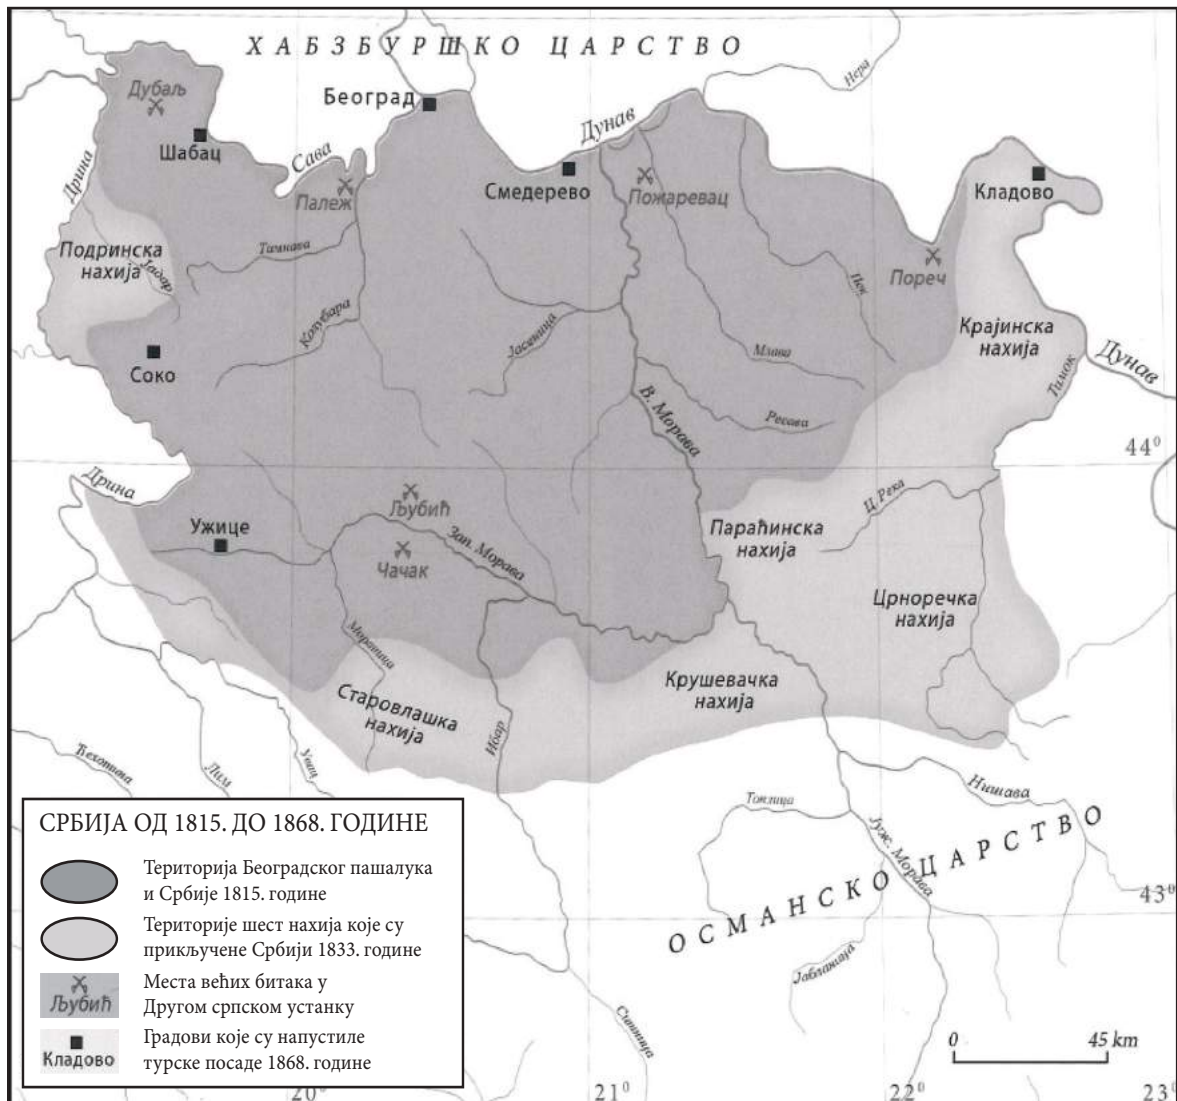 ХАБЗБУРШКО ЦАРСТВО
Нера
Дубаљ
Београд
Дунав
Шабац
Сава
Дрина
Смедерево
Кладово
Палеж
Пожаревац
Подринска
нахија
Јадар
Тамнава
Пек
Пореч
Колубара
Јасеница
Крајинска
нахија
Млава
Дунав
Соко
Тимок
В. Морава
Ресава
44⁰
Дрина
Љубић
Ц. Река
Ужице
Параћинска
нахија
Зап. Морава
Чачак
Црноречка
нахија
Моравица
Крушевачка
нахија
Старовлашка
нахија
Ибар
Ћехотина
Лим
Увац
Нишава
Топлица
Јуж. Морава
ОСМАНСКО ЦАРСТВО
43⁰
Јабланица
Ситница
0 45 km
20⁰
21⁰
22⁰
23⁰
СРБИЈА ОД 1815. ДО 1868. ГОДИНЕ
Територија Београдског пашалука
и Србије 1815. године
Територије шест нахија које су
прикључене Србији 1833. године
Љубић
Места већих битака у
Другом српском устанку
Кладово
Градови које су напустиле
турске посаде 1868. године